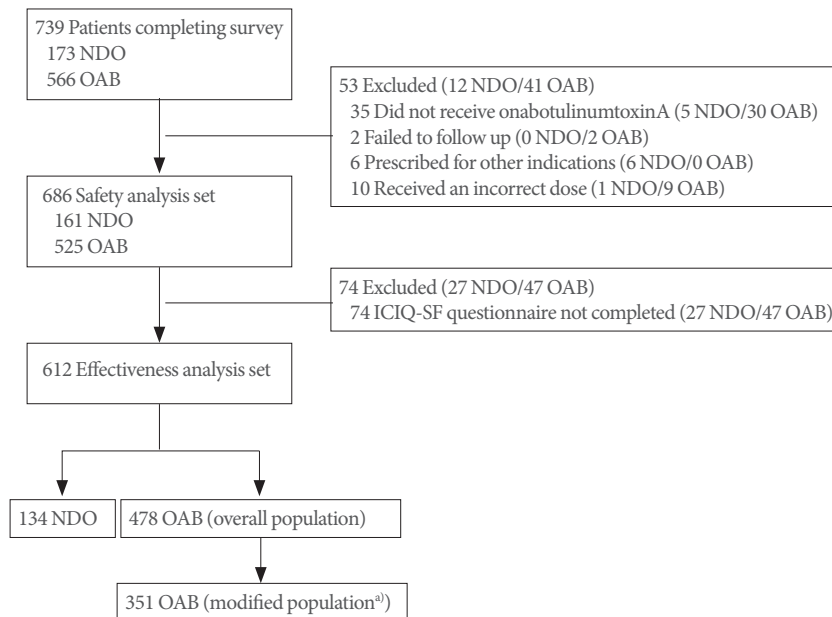 739 Patients completing survey
173 NDO
566 OAB
53 Excluded (12 NDO/41 OAB)
35 Did not receive onabotulinumtoxinA (5 NDO/30 OAB)
2 Failed to follow up (0 NDO/2 OAB)
6 Prescribed for other indications (6 NDO/0 OAB)
10 Received an incorrect dose (1 NDO/9 OAB)
686 Safety analysis set
161 NDO
525 OAB
74 Excluded (27 NDO/47 OAB)
74 ICIQ-SF questionnaire not completed (27 NDO/47 OAB)
612 Effectiveness analysis set
134 NDO
478 OAB (overall population)
351 OAB (modified populationᵃ⁾)